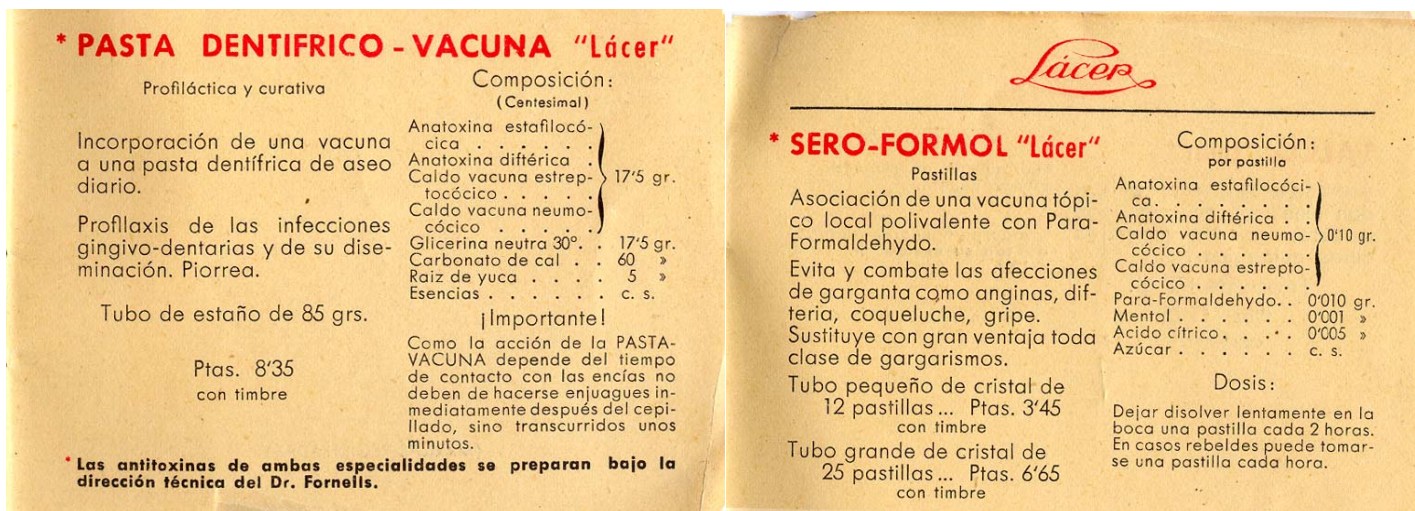 * PASTA DENTIFRICO - VACUNA "Lácer"
Profiláctica y curativa
Incorporación de una vacuna
a una pasta dentífrica de aseo
diario.
Profilaxis de las infecciones
gingivo-dentarias y de su dise-
minación. Piorrea.
Tubo de estaño de 85 grs.
Ptas. 8'35
con timbre
Composición:
(Centesimal)
Anatoxina estafilocó-
cica . . . . . .
Anatoxina diftérica .
Caldo vacuna estrep- 17'5 gr.
tocócico . . . . .
Caldo vacuna neumo-
cócico . . . . .
Glicerina neutra 30º. . 17'5 gr.
Carbonato de cal . . 60 »
Raiz de yuca . . . . 5 »
Esencias . . . . . . c. s.
¡Importante!
Como la acción de la PASTA-
VACUNA depende del tiempo
de contacto con las encías no
deben de hacerse enjuagues in-
mediatamente después del cepi-
llado, sino transcurridos unos
minutos.
* Las antitoxinas de ambas especialidades se preparan bajo la
dirección técnica del Dr. Fornells.
Lácer
* SERO-FORMOL "Lácer"
Pastillas
Asociación de una vacuna tópi-
co local polivalente con Para-
Formaldehydo.
Evita y combate las afecciones
de garganta como anginas, dif-
teria, coqueluche, gripe.
Sustituye con gran ventaja toda
clase de gargarismos.
Tubo pequeño de cristal de
12 pastillas ... Ptas. 3'45
con timbre
Tubo grande de cristal de
25 pastillas ... Ptas. 6'65
con timbre
Composición:
por pastilla
Anatoxina estafilocóci-
ca. . . . . . . .
Anatoxina diftérica . .
Caldo vacuna neumo- 0'10 gr.
cócico . . . . . .
Caldo vacuna estrepto-
cócico . . . . . .
Para-Formaldehydo. . 0'010 gr.
Mentol . . . . . . 0'001 »
Acido cítrico. . . . . 0'005 »
Azúcar . . . . . . c. s.
Dosis:
Dejar disolver lentamente en la
boca una pastilla cada 2 horas.
En casos rebeldes puede tomar-
se una pastilla cada hora.